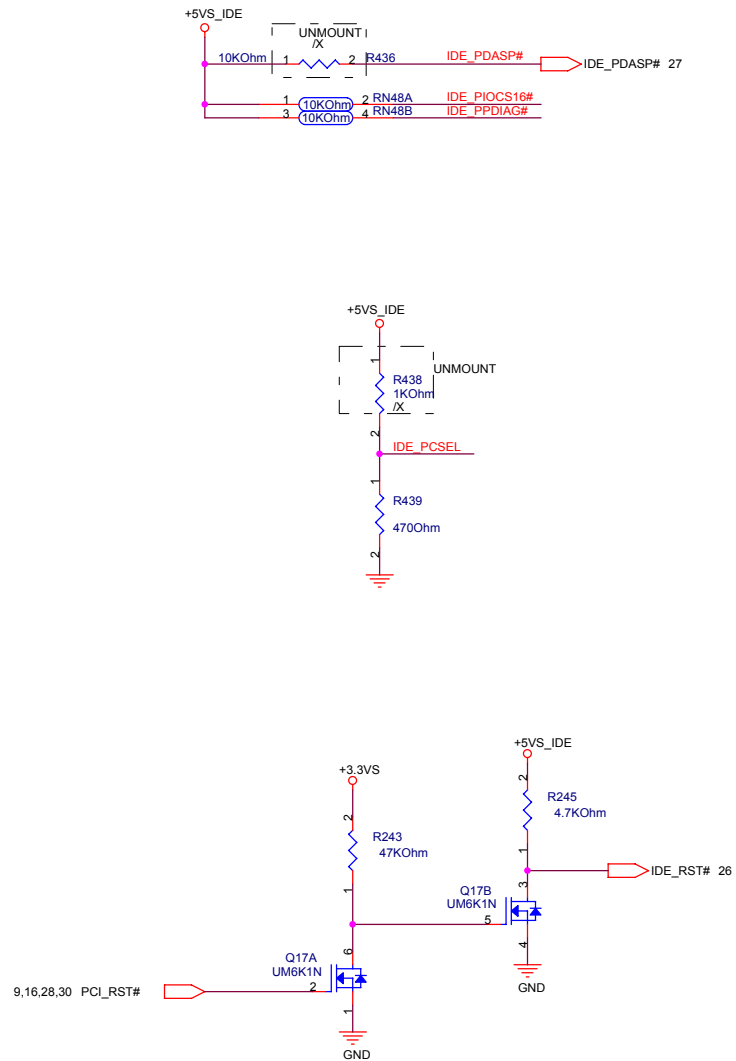 +5VS_IDE
UNMOUNT
/X
10KOhm 1 2 R436 IDE_PDASP# IDE_PDASP# 27
1 10KOhm 2 RN48A IDE_PIOCS16#
3 10KOhm 4 RN48B IDE_PPDIAG#
+5VS_IDE
1
UNMOUNT
R438
1KOhm
/X
2
IDE_PCSEL
1
R439
470Ohm
2
+5VS_IDE
+3.3VS
2
R245
4.7KOhm
2
R243
47KOhm
1
IDE_RST# 26
1
3
Q17B
UM6K1N
5
4
6
Q17A
UM6K1N
GND
9,16,28,30 PCI_RST# 2
1
GND